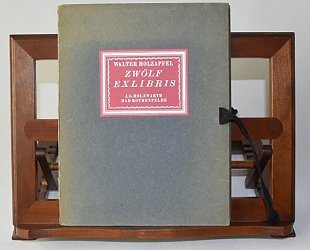 WALTER HOLZAPFEL
ZWÖLF
EXLIBRIS
J.G. HOLZWARTH
BAD ROTHENFELDE